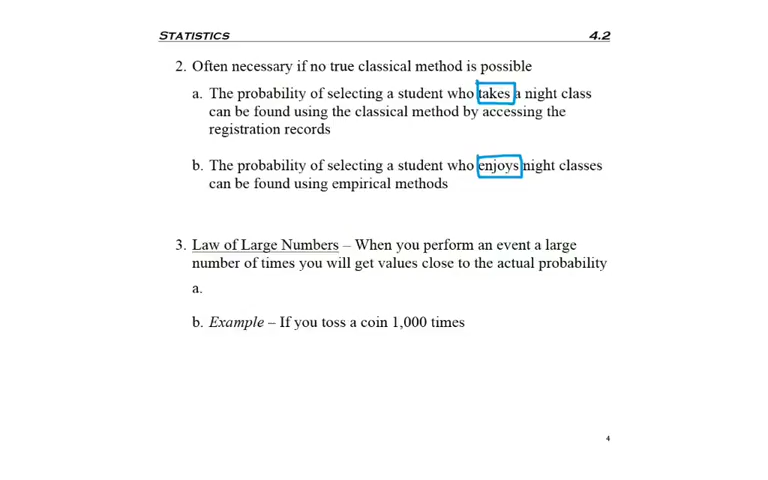 STATISTICS 4.2
2. Often necessary if no true classical method is possible
a. The probability of selecting a student who takes a night class
can be found using the classical method by accessing the
registration records
b. The probability of selecting a student who enjoys night classes
can be found using empirical methods
3. Law of Large Numbers – When you perform an event a large
number of times you will get values close to the actual probability
a.
b. Example – If you toss a coin 1,000 times
4